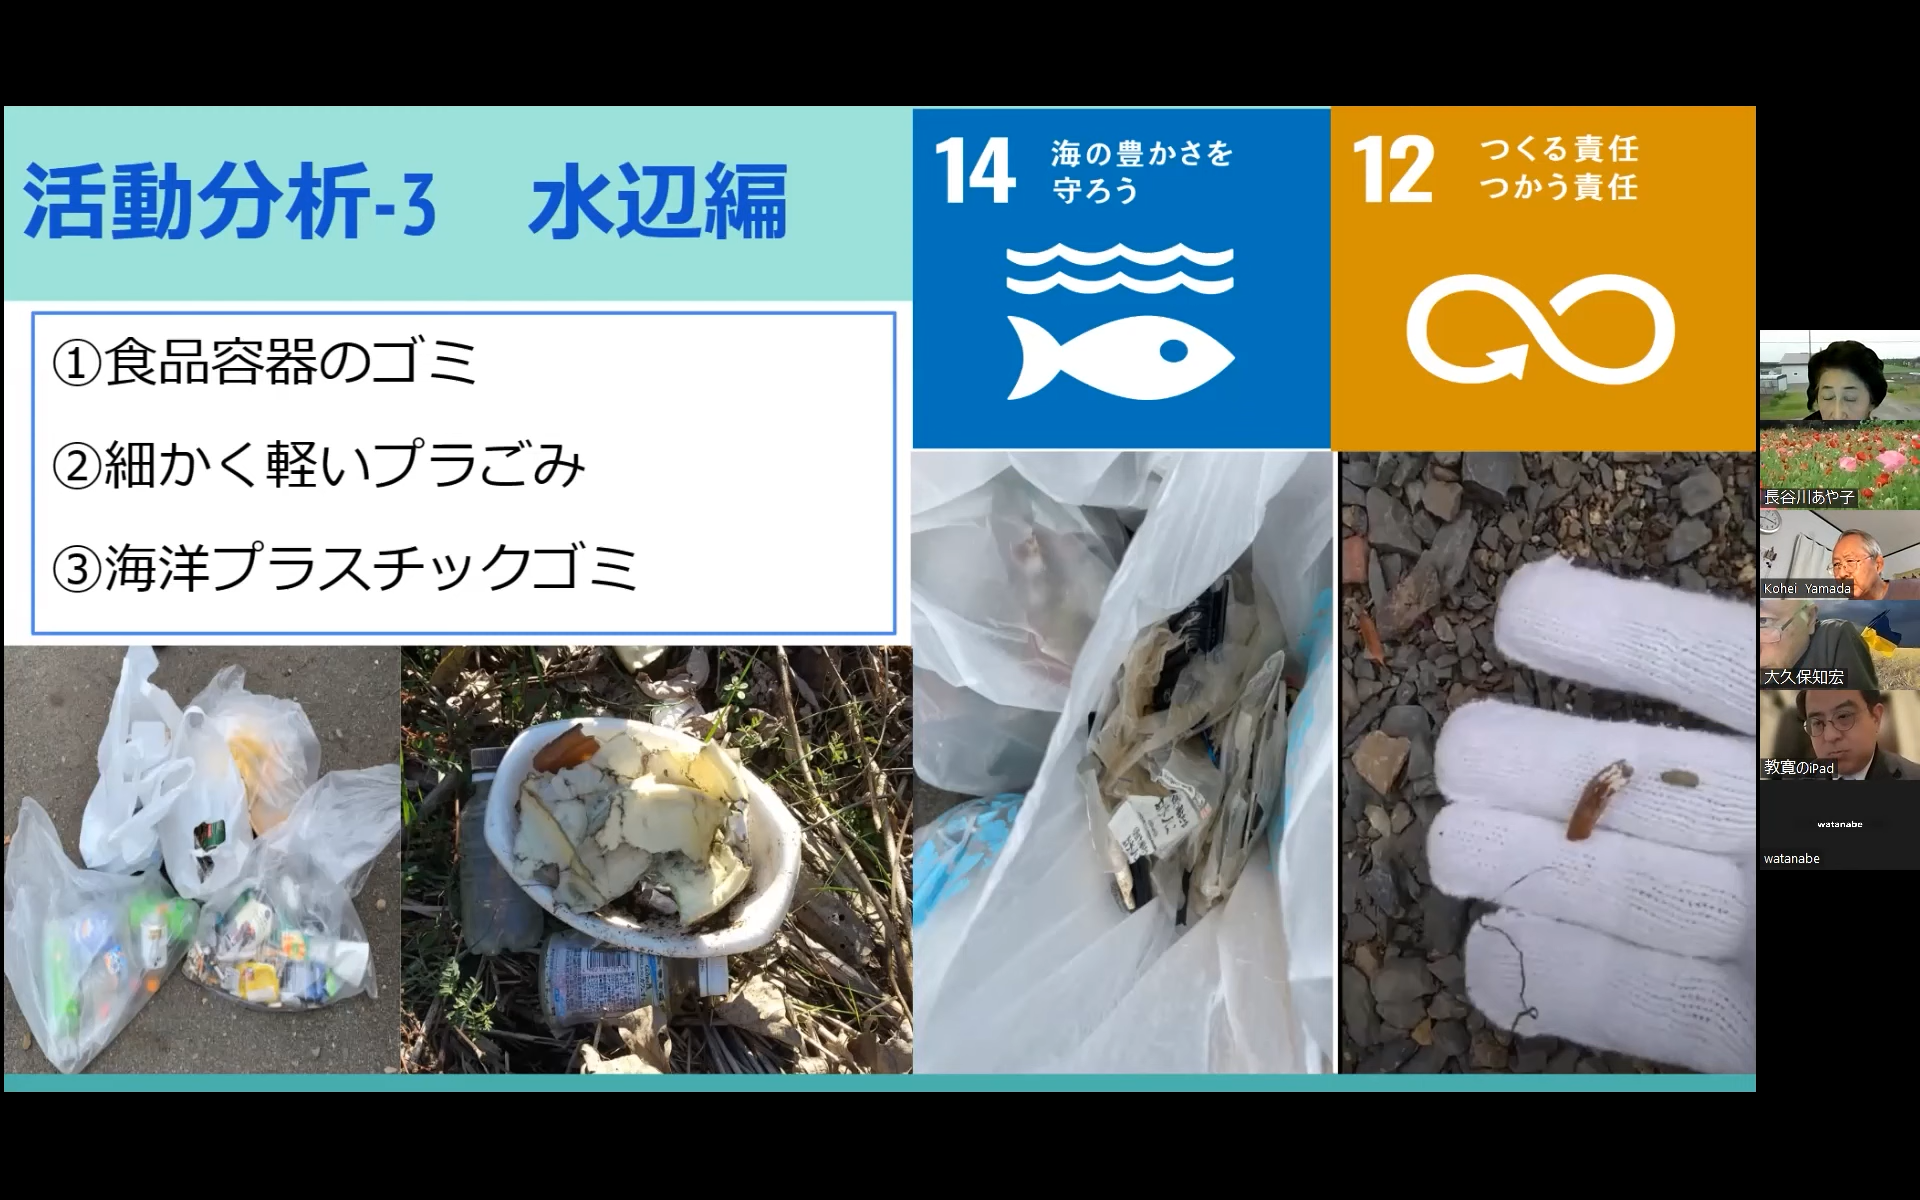 活動分析-3　水辺編
①食品容器のゴミ
②細かく軽いプラごみ
③海洋プラスチックゴミ
14
海の豊かさを
守ろう
12
つくる責任
つかう責任
長谷川あや子
Kohei Yamada
大久保知宏
教寛のiPad
watanabe
watanabe